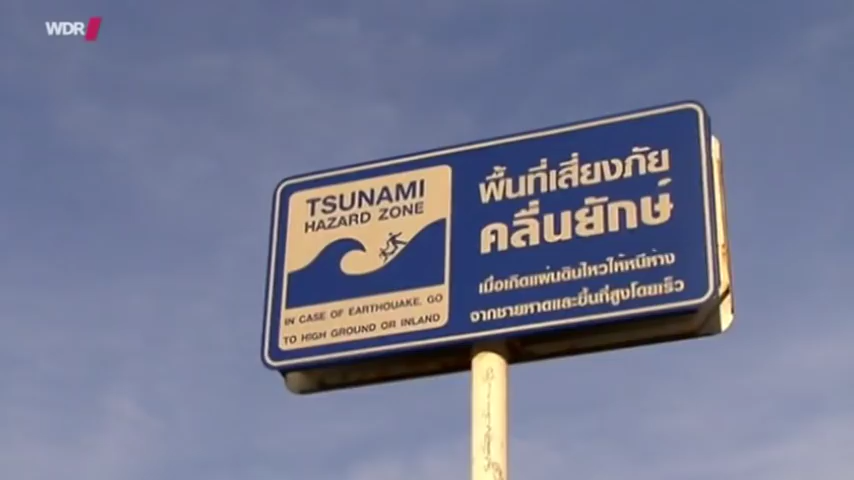 WDR
TSUNAMI
HAZARD ZONE
IN CASE OF EARTHQUAKE, GO
TO HIGH GROUND OR INLAND
พื้นที่เสี่ยงภัย
คลื่นยักษ์
เมื่อเกิดแผ่นดินไหวให้หนีห่าง
จากชายหาดและขึ้นที่สูงโดยเร็ว